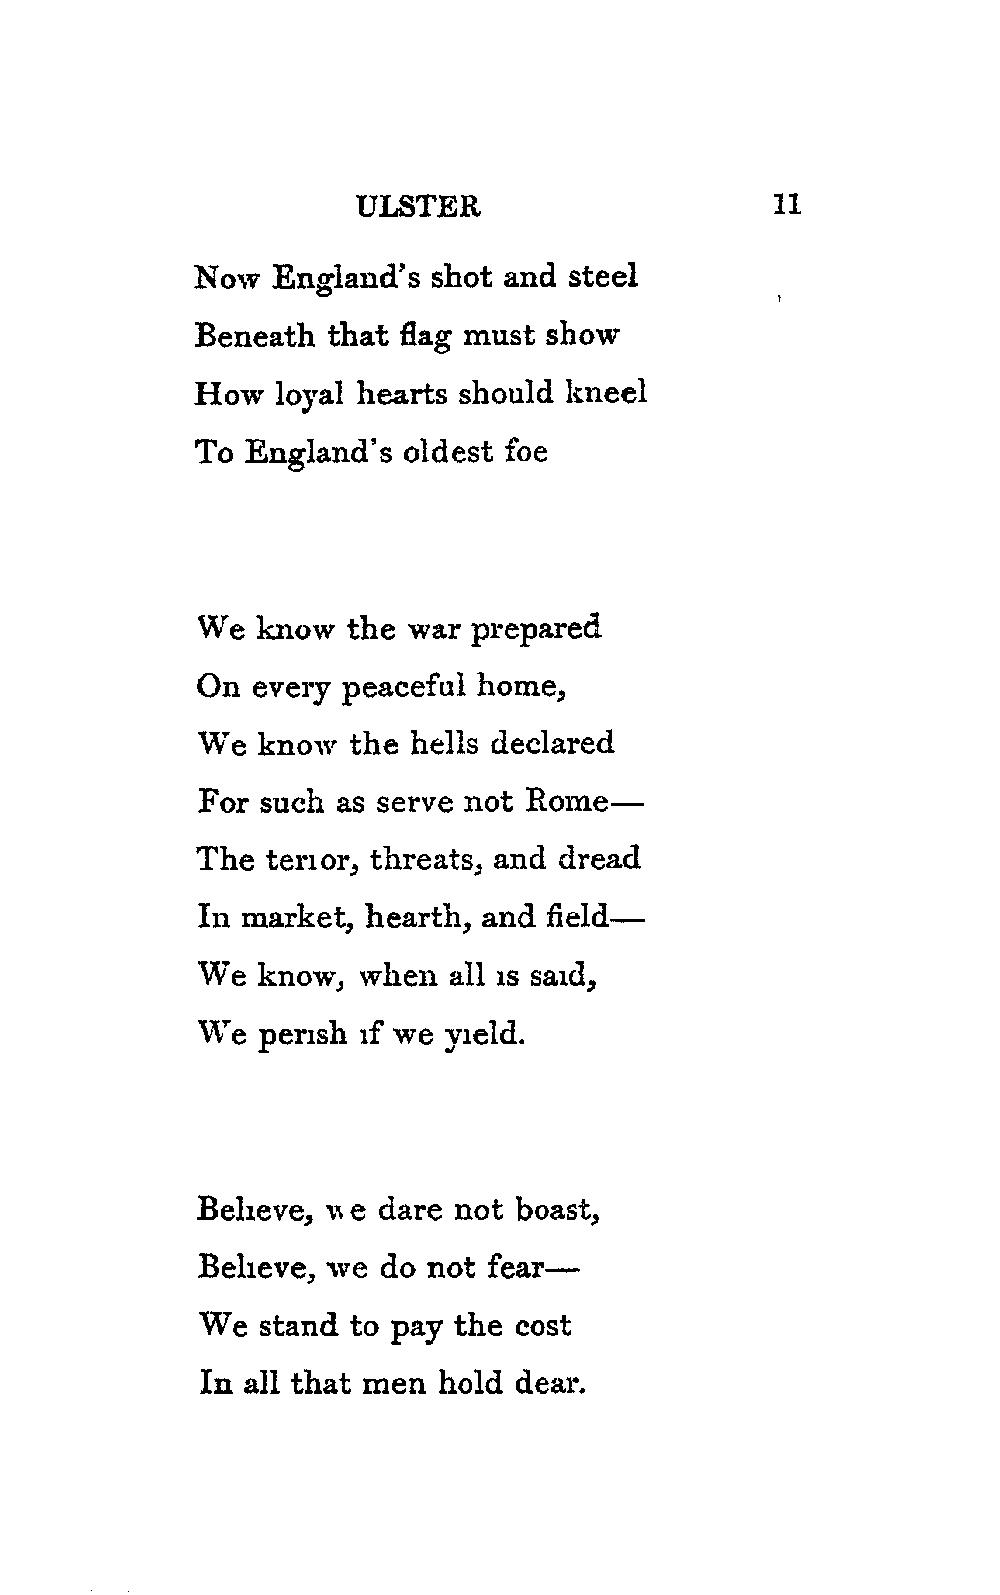 ULSTER 11
Now England's shot and steel
Beneath that flag must show
How loyal hearts should kneel
To England's oldest foe
We know the war prepared
On every peaceful home,
We know the hells declared
For such as serve not Rome—
The terror, threats, and dread
In market, hearth, and field—
We know, when all is said,
We perish if we yield.
Believe, we dare not boast,
Believe, we do not fear—
We stand to pay the cost
In all that men hold dear.